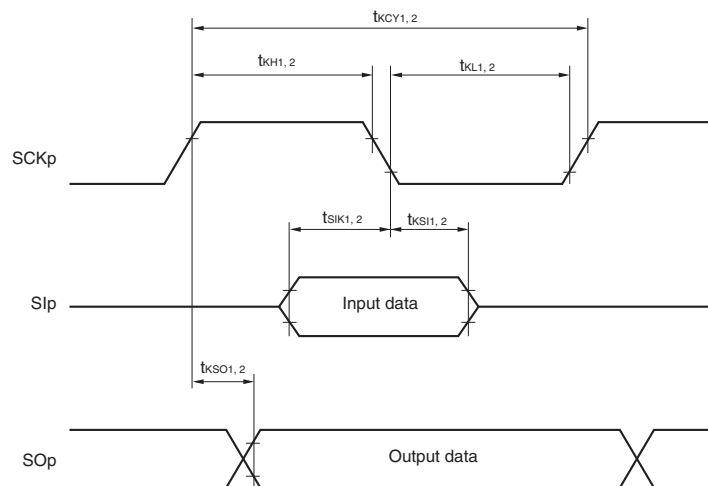 tKCY1, 2
tKH1, 2
tKL1, 2
SCKp
tSIK1, 2
tKSI1, 2
SIp
Input data
tKSO1, 2
SOp
Output data